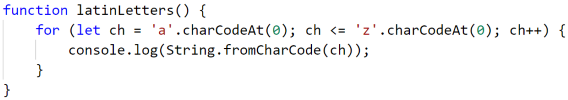 function latinLetters() {
    for (let ch = 'a'.charCodeAt(0); ch <= 'z'.charCodeAt(0); ch++) {
        console.log(String.fromCharCode(ch));
    }
}